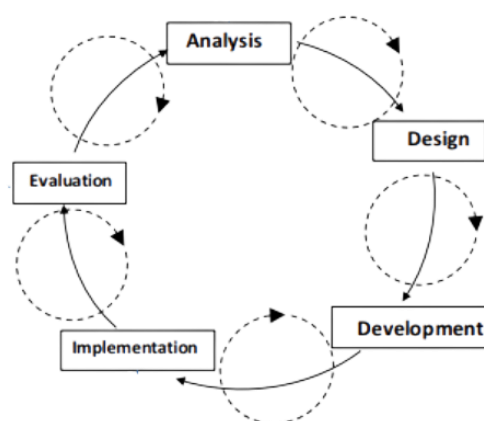 Analysis
Design
Development
Implementation
Evaluation